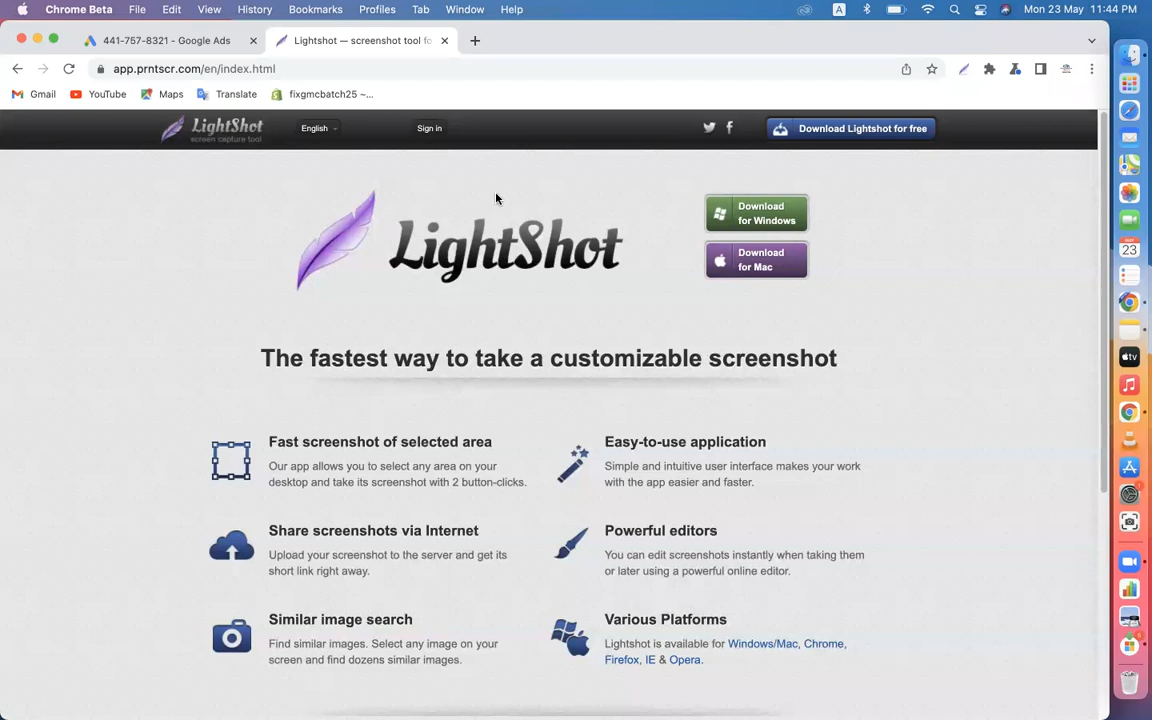 Chrome Beta File Edit View History Bookmarks Profiles Tab Window Help A Mon 23 May 11:44 PM
441-757-8321 - Google Ads Lightshot — screenshot tool fo
app.prntscr.com/en/index.html
Gmail YouTube Maps Translate fixgmcbatch25 ~...
LightShot
screen capture tool
English Sign in Download Lightshot for free
LightShot
Download
for Windows
Download
for Mac
The fastest way to take a customizable screenshot
Fast screenshot of selected area
Our app allows you to select any area on your
desktop and take its screenshot with 2 button-clicks.
Easy-to-use application
Simple and intuitive user interface makes your work
with the app easier and faster.
Share screenshots via Internet
Upload your screenshot to the server and get its
short link right away.
Powerful editors
You can edit screenshots instantly when taking them
or later using a powerful online editor.
Similar image search
Find similar images. Select any image on your
screen and find dozens similar images.
Various Platforms
Lightshot is available for Windows/Mac, Chrome,
Firefox, IE & Opera.
23
tv